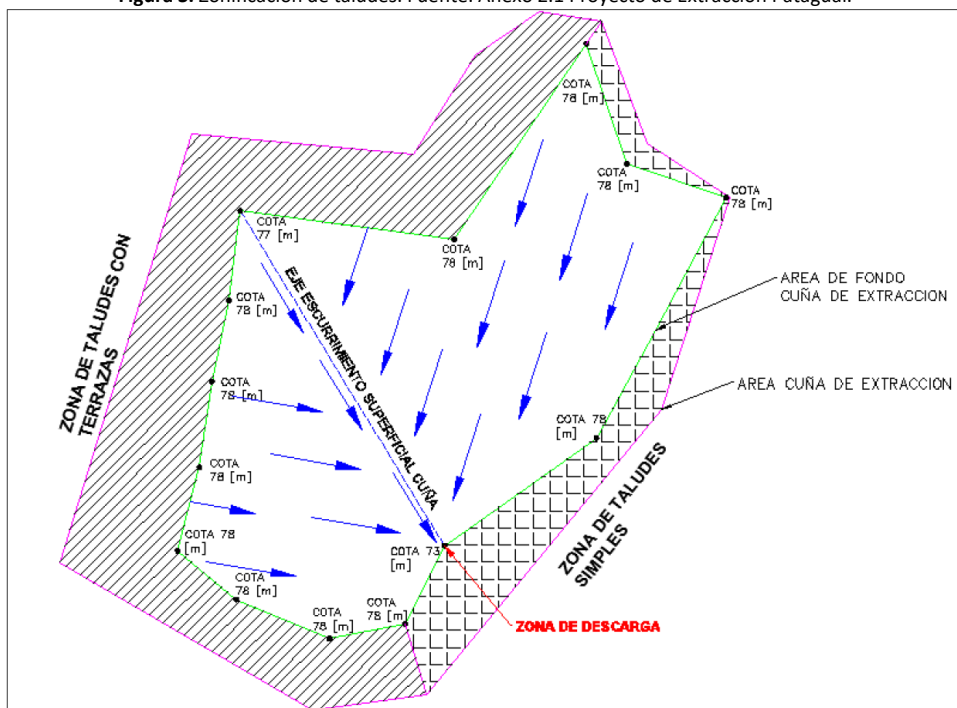 Figura 5. Zonificación de taludes. Fuente: Anexo 2.1 Proyecto de Extracción Patagual.
COTA
78 [m]
COTA
78 [m]
COTA
78 [m]
COTA
77 [m]
COTA
78 [m]
COTA
78 [m]
COTA
78 [m]
COTA
78 [m]
COTA 78
[m]
COTA
78 [m]
COTA
78 [m]
COTA
78 [m]
COTA 73
[m]
COTA 78
[m]
EJE ESCURRIMIENTO SUPERFICIAL CUÑA
ZONA DE TALUDES CON
TERRAZAS
AREA DE FONDO
CUÑA DE EXTRACCION
AREA CUÑA DE EXTRACCION
ZONA DE TALUDES
SIMPLES
ZONA DE DESCARGA